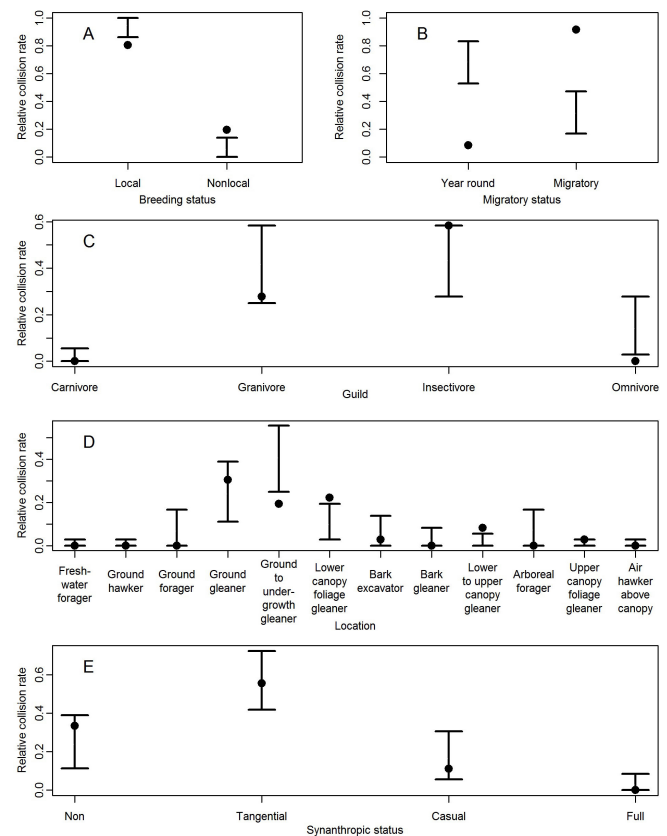 A
Relative collision rate
0.0 0.2 0.4 0.6 0.8 1.0
Local Nonlocal
Breeding status
B
Relative collision rate
0.0 0.2 0.4 0.6 0.8 1.0
Year round Migratory
Migratory status
C
Relative collision rate
0.0 0.2 0.4 0.6
Carnivore Granivore Insectivore Omnivore
Guild
D
Relative collision rate
0.0 0.2 0.4
Fresh-
water
forager
Ground
hawker
Ground
forager
Ground
gleaner
Ground
to
under-
growth
gleaner
Lower
canopy
foliage
gleaner
Bark
excavator
Bark
gleaner
Lower
to upper
canopy
gleaner
Arboreal
forager
Upper
canopy
foliage
gleaner
Air
hawker
above
canopy
Location
E
Relative collision rate
0.0 0.2 0.4 0.6
Non Tangential Casual Full
Synanthropic status